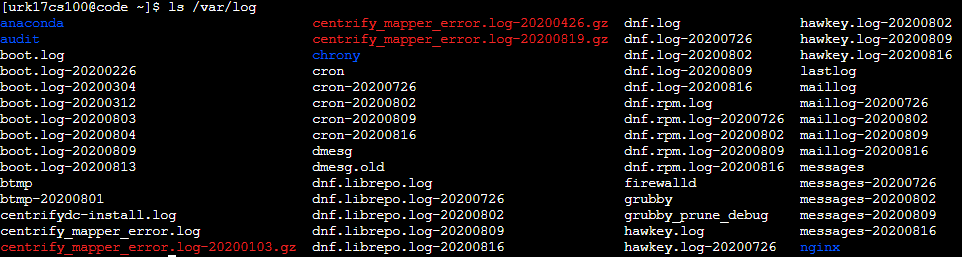 [urk17cs100@code ~]$ ls /var/log
anaconda centrify_mapper_error.log-20200426.gz dnf.log hawkey.log-20200802
audit centrify_mapper_error.log-20200819.gz dnf.log-20200726 hawkey.log-20200809
boot.log chrony dnf.log-20200802 hawkey.log-20200816
boot.log-20200226 cron dnf.log-20200809 lastlog
boot.log-20200304 cron-20200726 dnf.log-20200816 maillog
boot.log-20200312 cron-20200802 dnf.rpm.log maillog-20200726
boot.log-20200803 cron-20200809 dnf.rpm.log-20200726 maillog-20200802
boot.log-20200804 cron-20200816 dnf.rpm.log-20200802 maillog-20200809
boot.log-20200809 dmesg dnf.rpm.log-20200809 maillog-20200816
boot.log-20200813 dmesg.old dnf.rpm.log-20200816 messages
btmp dnf.librepo.log firewalld messages-20200726
btmp-20200801 dnf.librepo.log-20200726 grubby messages-20200802
centrifydc-install.log dnf.librepo.log-20200802 grubby_prune_debug messages-20200809
centrify_mapper_error.log dnf.librepo.log-20200809 hawkey.log messages-20200816
centrify_mapper_error.log-20200103.gz dnf.librepo.log-20200816 hawkey.log-20200726 nginx